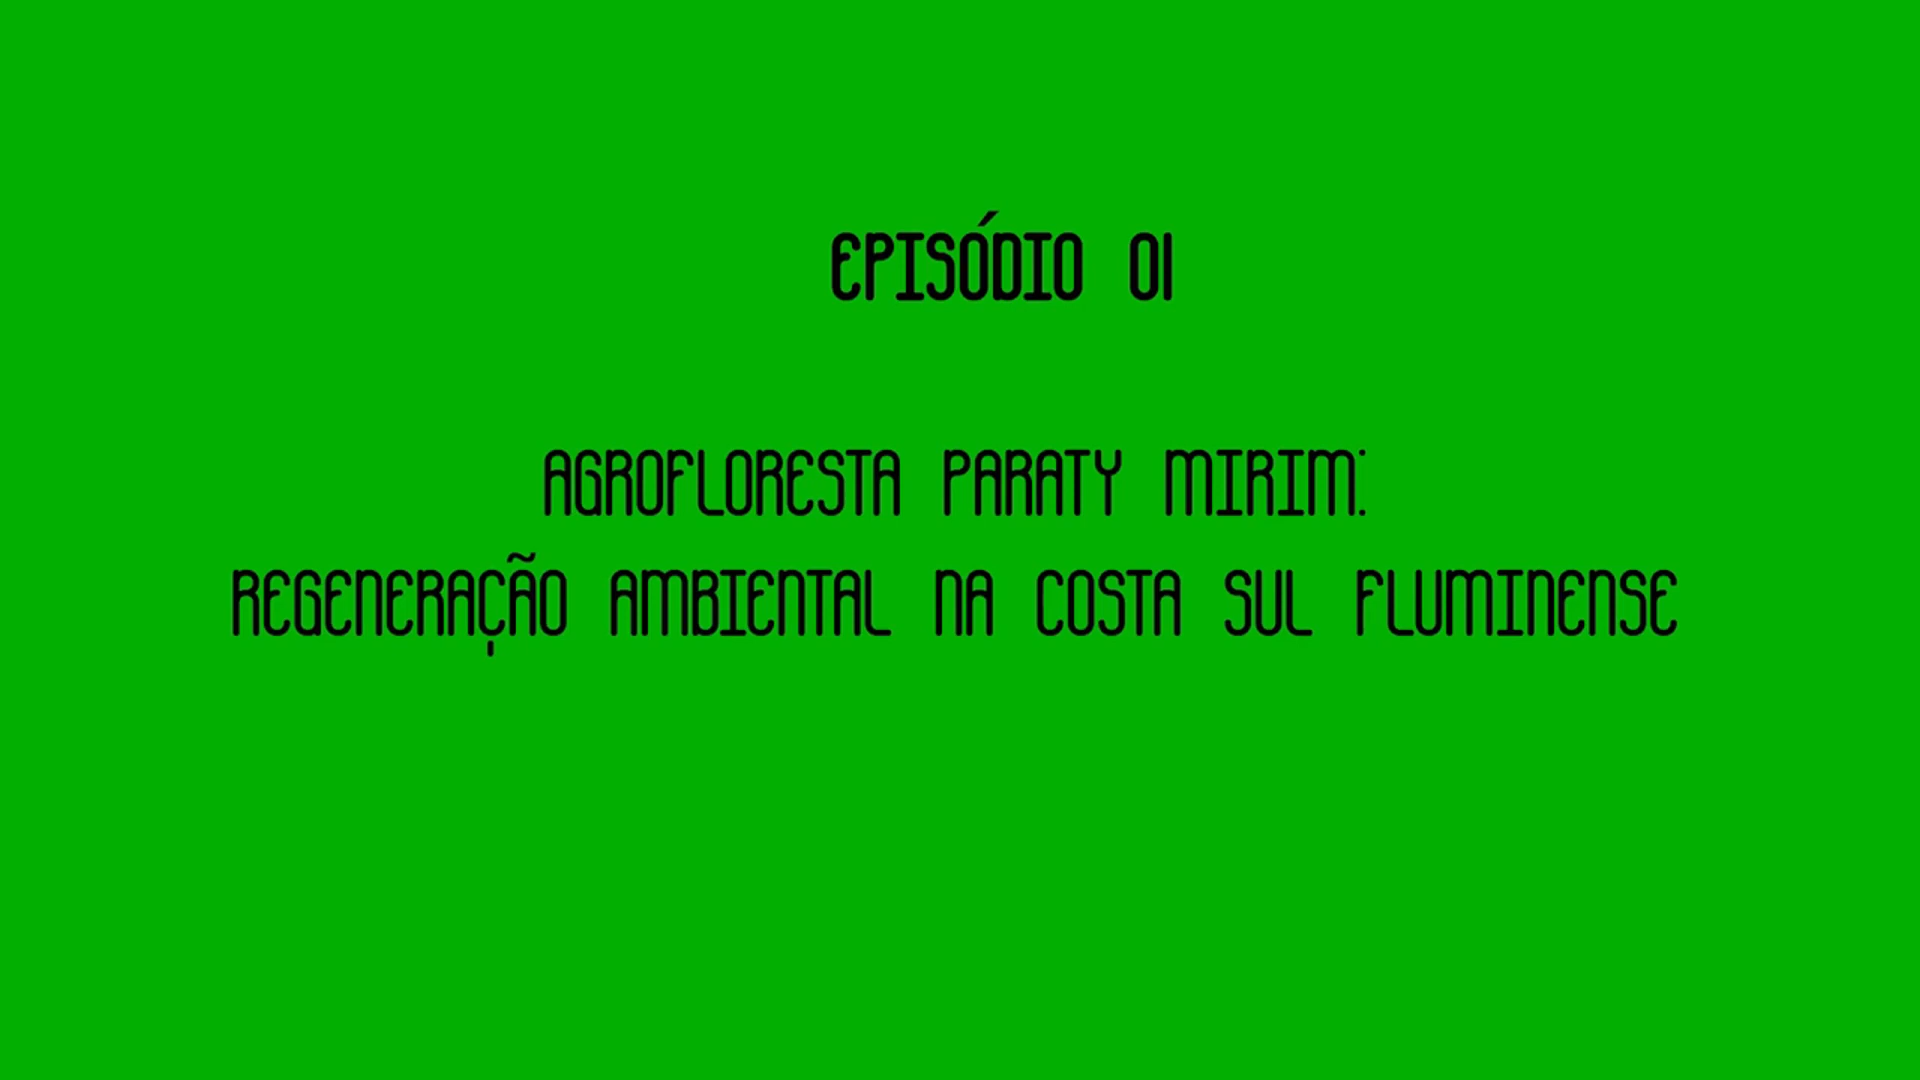 EPISÓDIO 01
AGROFLORESTA PARATY MIRIM:
REGENERAÇÃO AMBIENTAL NA COSTA SUL FLUMINENSE